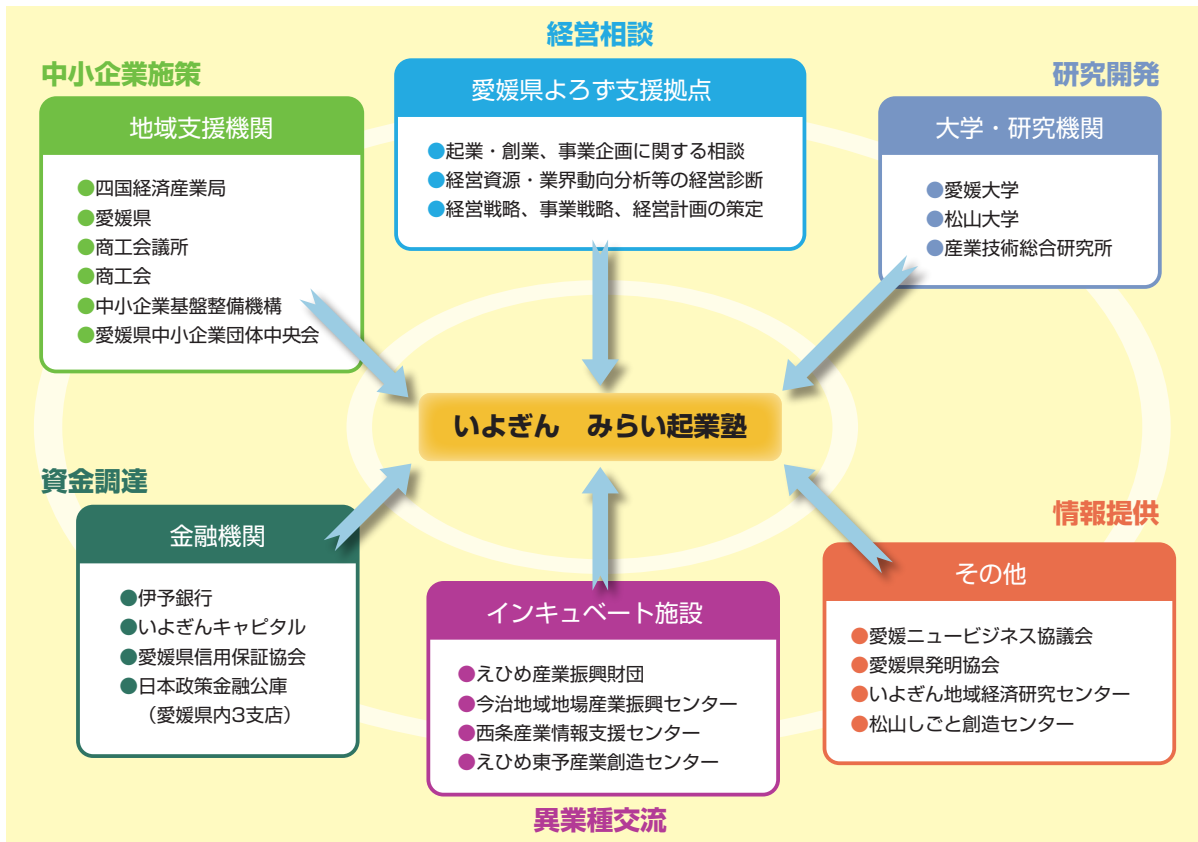 経営相談
愛媛県よろず支援拠点
●起業・創業、事業企画に関する相談
●経営資源・業界動向分析等の経営診断
●経営戦略、事業戦略、経営計画の策定
中小企業施策
地域支援機関
●四国経済産業局
●愛媛県
●商工会議所
●商工会
●中小企業基盤整備機構
●愛媛県中小企業団体中央会
研究開発
大学・研究機関
●愛媛大学
●松山大学
●産業技術総合研究所
いよぎん　みらい起業塾
資金調達
金融機関
●伊予銀行
●いよぎんキャピタル
●愛媛県信用保証協会
●日本政策金融公庫
（愛媛県内3支店）
インキュベート施設
●えひめ産業振興財団
●今治地域地場産業振興センター
●西条産業情報支援センター
●えひめ東予産業創造センター
異業種交流
情報提供
その他
●愛媛ニュービジネス協議会
●愛媛県発明協会
●いよぎん地域経済研究センター
●松山しごと創造センター